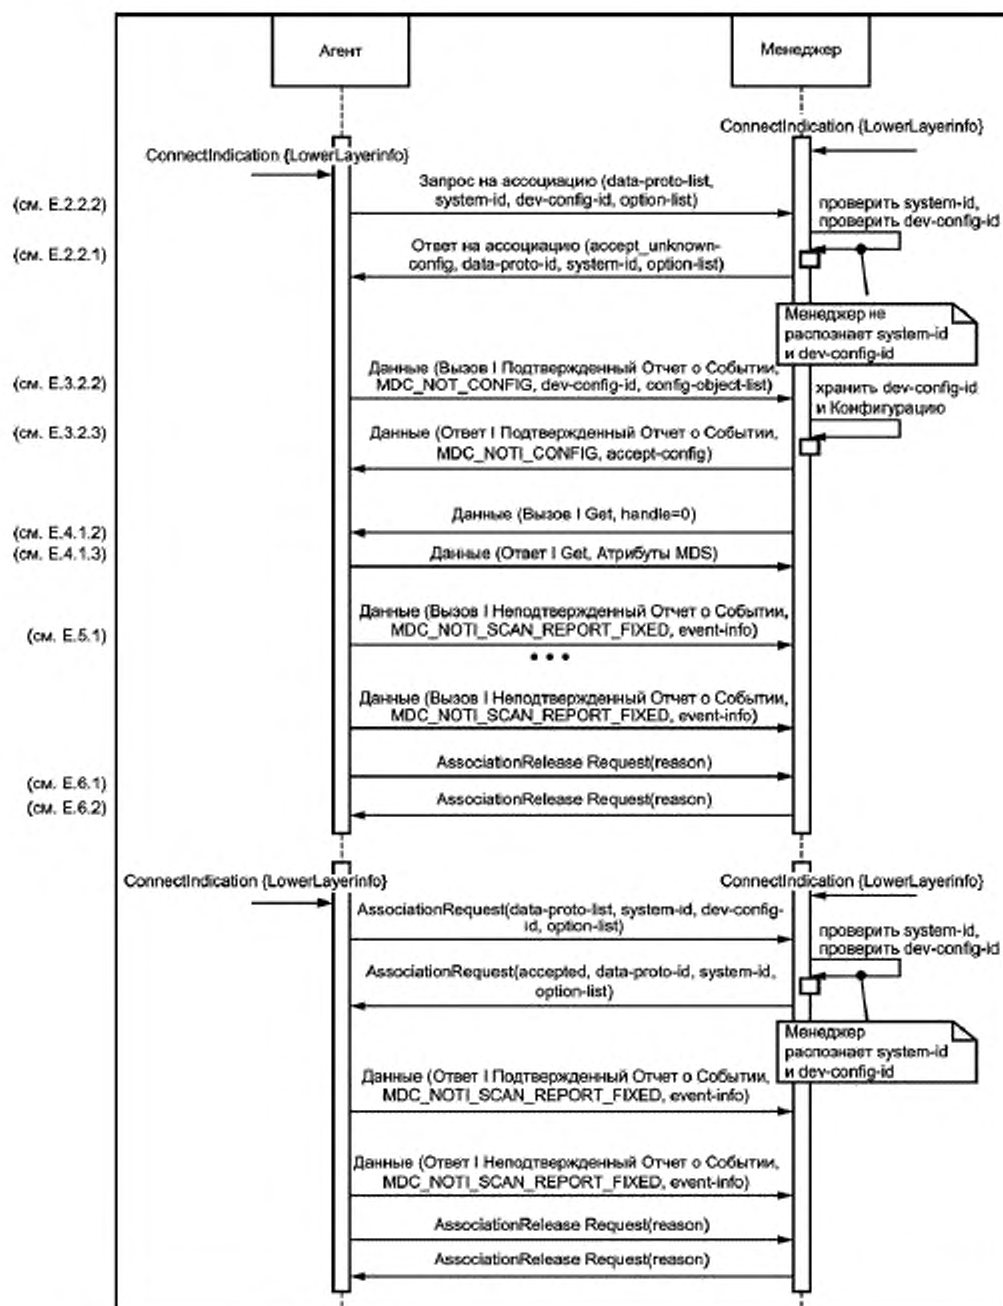 Агент
Менеджер
ConnectIndication {LowerLayerinfo}
ConnectIndication {LowerLayerinfo}
Запрос на ассоциацию (data-proto-list,
system-id, dev-config-id, option-list)
(см. Е.2.2.2)
проверить system-id,
проверить dev-config-id
Ответ на ассоциацию (accept_unknown-
config, data-proto-id, system-id, option-list)
(см. Е.2.2.1)
Менеджер не
распознает system-id
и dev-config-id
Данные (Вызов I Подтвержденный Отчет о Событии,
MDC_NOT_CONFIG, dev-config-id, config-object-list)
(см. Е.3.2.2)
хранить dev-config-id
и Конфигурацию
Данные (Ответ I Подтвержденный Отчет о Событии,
MDC_NOTI_CONFIG, accept-config)
(см. Е.3.2.3)
Данные (Вызов I Get, handle=0)
(см. Е.4.1.2)
Данные (Ответ I Get, Атрибуты MDS)
(см. Е.4.1.3)
Данные (Вызов I Неподтвержденный Отчет о Событии,
MDC_NOTI_SCAN_REPORT_FIXED, event-info)
(см. Е.5.1)
• • •
Данные (Вызов I Неподтвержденный Отчет о Событии,
MDC_NOTI_SCAN_REPORT_FIXED, event-info)
AssociationRelease Request(reason)
(см. Е.6.1)
AssociationRelease Request(reason)
(см. Е.6.2)
ConnectIndication {LowerLayerinfo}
ConnectIndication {LowerLayerinfo}
AssociationRequest(data-proto-list, system-id, dev-config-
id, option-list)
проверить system-id,
проверить dev-config-id
AssociationRequest(accepted, data-proto-id, system-id,
option-list)
Менеджер
распознает system-id
и dev-config-id
Данные (Ответ I Подтвержденный Отчет о Событии,
MDC_NOTI_SCAN_REPORT_FIXED, event-info)
Данные (Ответ I Неподтвержденный Отчет о Событии,
MDC_NOTI_SCAN_REPORT_FIXED, event-info)
AssociationRelease Request(reason)
AssociationRelease Request(reason)